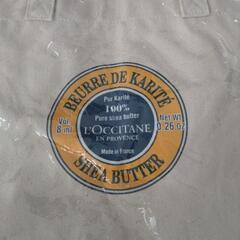 BEURRE DE KARITÉ
Pur Karité
100%
Pure shea butter
Vol.
8 ml
Net Wt
0.26 oz
L'OCCITANE
EN PROVENCE
Made in France
SHEA BUTTER